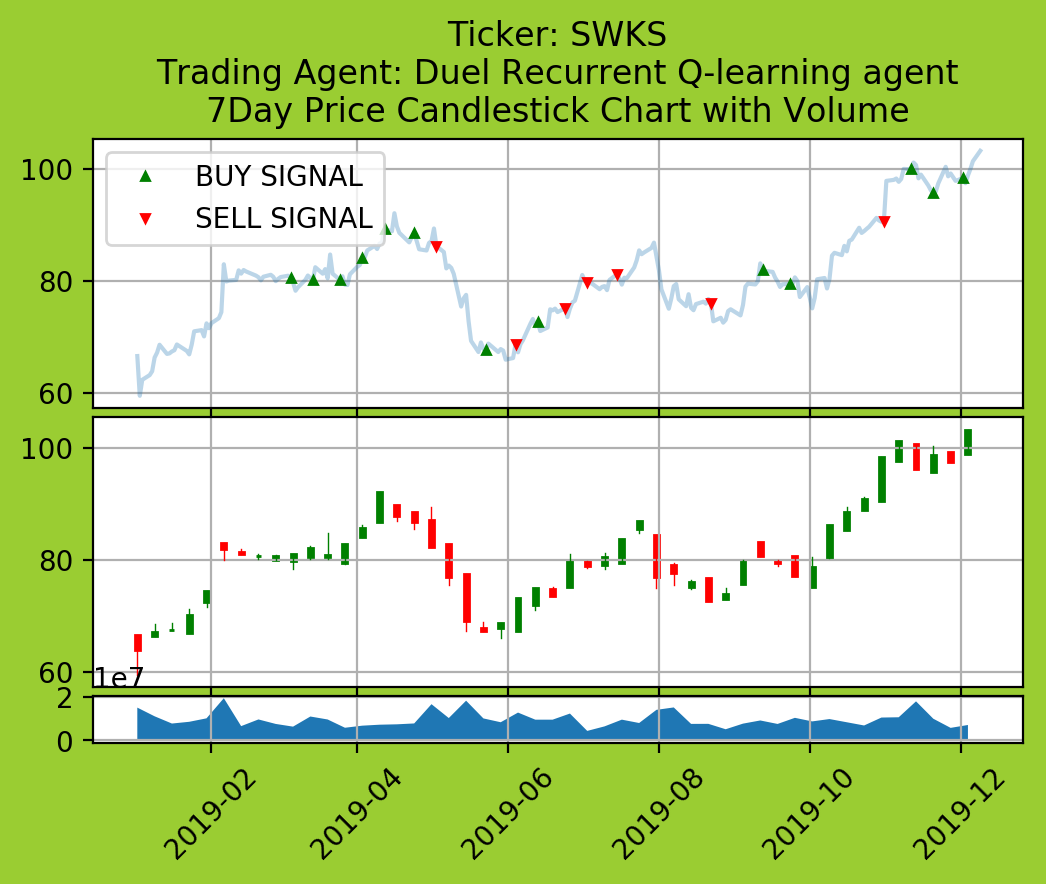 Ticker: SWKS
Trading Agent: Duel Recurrent Q-learning agent
7Day Price Candlestick Chart with Volume
BUY SIGNAL
SELL SIGNAL
100
80
60
100
80
60
1e7
2
0
2019-02
2019-04
2019-06
2019-08
2019-10
2019-12